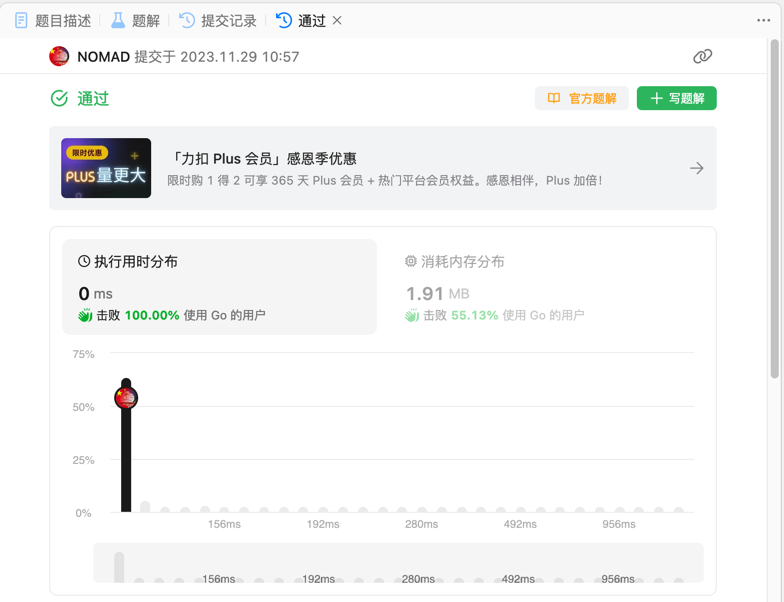 题目描述 题解 提交记录 通过
NOMAD 提交于 2023.11.29 10:57
通过
官方题解 写题解
限时优惠
PLUS量更大
「力扣 Plus 会员」感恩季优惠
限时购 1 得 2 可享 365 天 Plus 会员 + 热门平台会员权益。感恩相伴，Plus 加倍！
执行用时分布
0 ms
击败 100.00% 使用 Go 的用户
消耗内存分布
1.91 MB
击败 55.13% 使用 Go 的用户
75%
50%
25%
0%
156ms 192ms 280ms 492ms 956ms
156ms 192ms 280ms 492ms 956ms